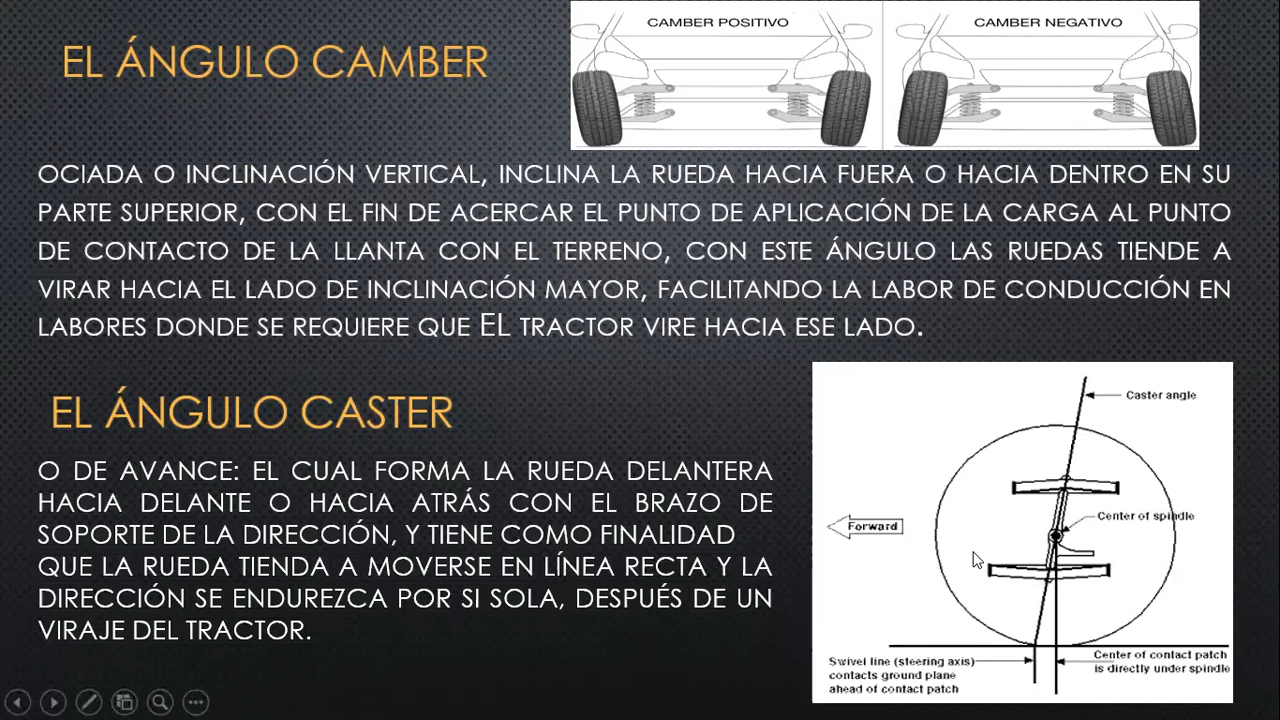 EL ÁNGULO CAMBER
CAMBER POSITIVO
CAMBER NEGATIVO
OCIADA O INCLINACIÓN VERTICAL, INCLINA LA RUEDA HACIA FUERA O HACIA DENTRO EN SU
PARTE SUPERIOR, CON EL FIN DE ACERCAR EL PUNTO DE APLICACIÓN DE LA CARGA AL PUNTO
DE CONTACTO DE LA LLANTA CON EL TERRENO, CON ESTE ÁNGULO LAS RUEDAS TIENDE A
VIRAR HACIA EL LADO DE INCLINACIÓN MAYOR, FACILITANDO LA LABOR DE CONDUCCIÓN EN
LABORES DONDE SE REQUIERE QUE EL TRACTOR VIRE HACIA ESE LADO.
EL ÁNGULO CASTER
O DE AVANCE: EL CUAL FORMA LA RUEDA DELANTERA
HACIA DELANTE O HACIA ATRÁS CON EL BRAZO DE
SOPORTE DE LA DIRECCIÓN, Y TIENE COMO FINALIDAD
QUE LA RUEDA TIENDA A MOVERSE EN LÍNEA RECTA Y LA
DIRECCIÓN SE ENDUREZCA POR SI SOLA, DESPUÉS DE UN
VIRAJE DEL TRACTOR.
Caster angle
Center of spindle
Forward
Swivel line (steering axis)
contacts ground plane
ahead of contact patch
Center of contact patch
is directly under spindle